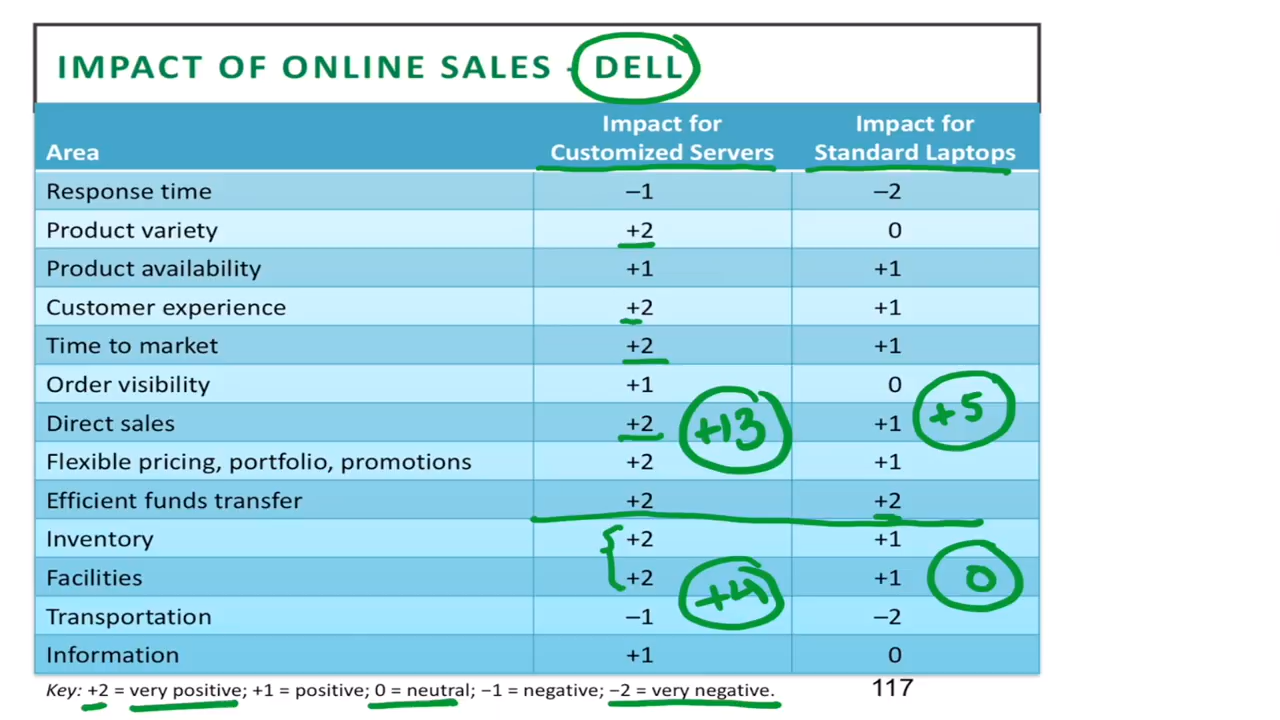 IMPACT OF ONLINE SALES - DELL
Area Impact for Customized Servers Impact for Standard Laptops
Response time –1 –2
Product variety +2 0
Product availability +1 +1
Customer experience +2 +1
Time to market +2 +1
Order visibility +1 0
Direct sales +2 +1
+13 +5
Flexible pricing, portfolio, promotions +2 +1
Efficient funds transfer +2 +2
Inventory +2 +1
Facilities +2 +1
+4 0
Transportation –1 –2
Information +1 0
Key: +2 = very positive; +1 = positive; 0 = neutral; –1 = negative; –2 = very negative.
117